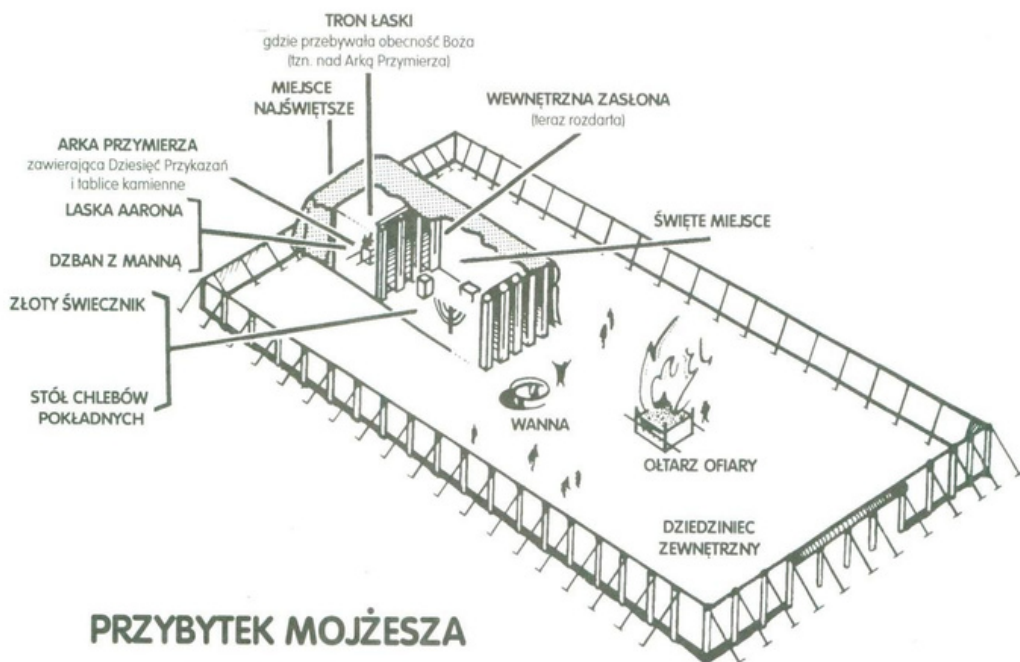 TRON ŁASKI
gdzie przebywała obecność Boża
(tzn. nad Arką Przymierza)
MIEJSCE
NAJŚWIĘTSZE
WEWNĘTRZNA ZASŁONA
(teraz rozdarta)
ARKA PRZYMIERZA
zawierająca Dziesięć Przykazań
i tablice kamienne
LASKA AARONA
ŚWIĘTE MIEJSCE
DZBAN Z MANNĄ
ZŁOTY ŚWIECZNIK
STÓŁ CHLEBÓW
POKŁADNYCH
WANNA
OŁTARZ OFIARY
DZIEDZINIEC
ZEWNĘTRZNY
PRZYBYTEK MOJŻESZA